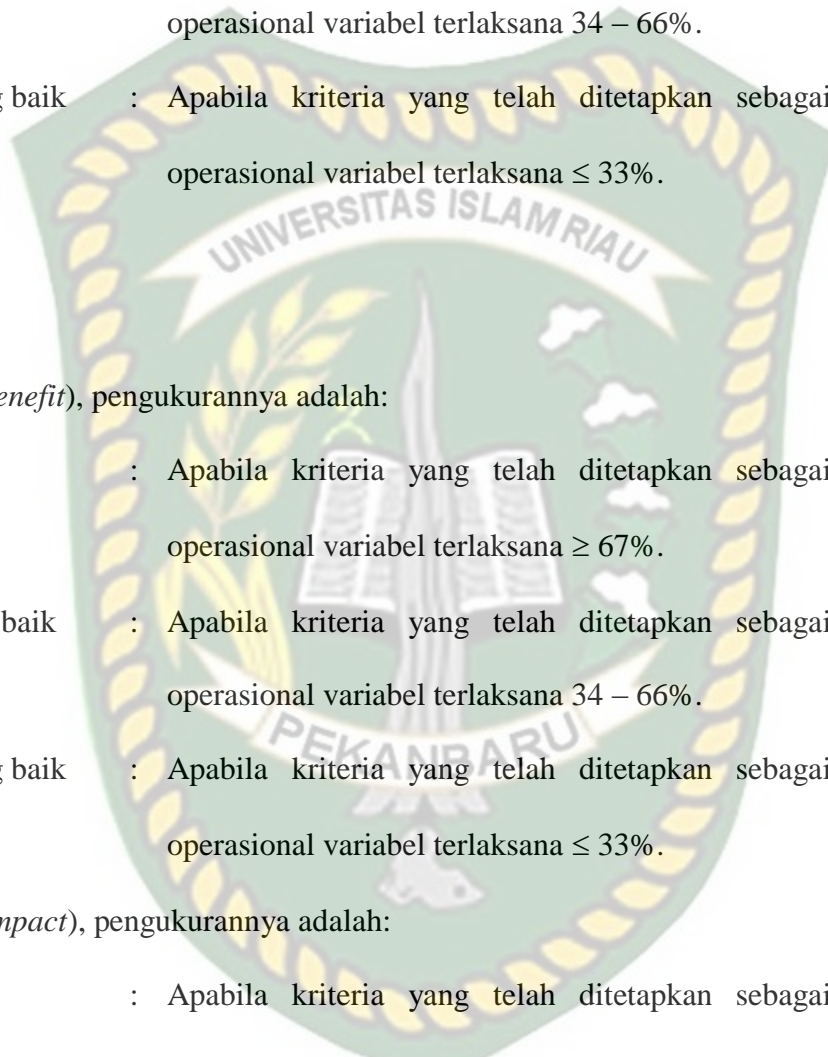 operasional variabel terlaksana 34 – 66%.
baik : Apabila kriteria yang telah ditetapkan sebagai
operasional variabel terlaksana ≤ 33%.
UNIVERSITAS ISLAM RIAU
enefit), pengukurannya adalah:
: Apabila kriteria yang telah ditetapkan sebagai
operasional variabel terlaksana ≥ 67%.
baik : Apabila kriteria yang telah ditetapkan sebagai
operasional variabel terlaksana 34 – 66%.
PEKANBARU
g baik : Apabila kriteria yang telah ditetapkan sebagai
operasional variabel terlaksana ≤ 33%.
mpact), pengukurannya adalah:
: Apabila kriteria yang telah ditetapkan sebagai